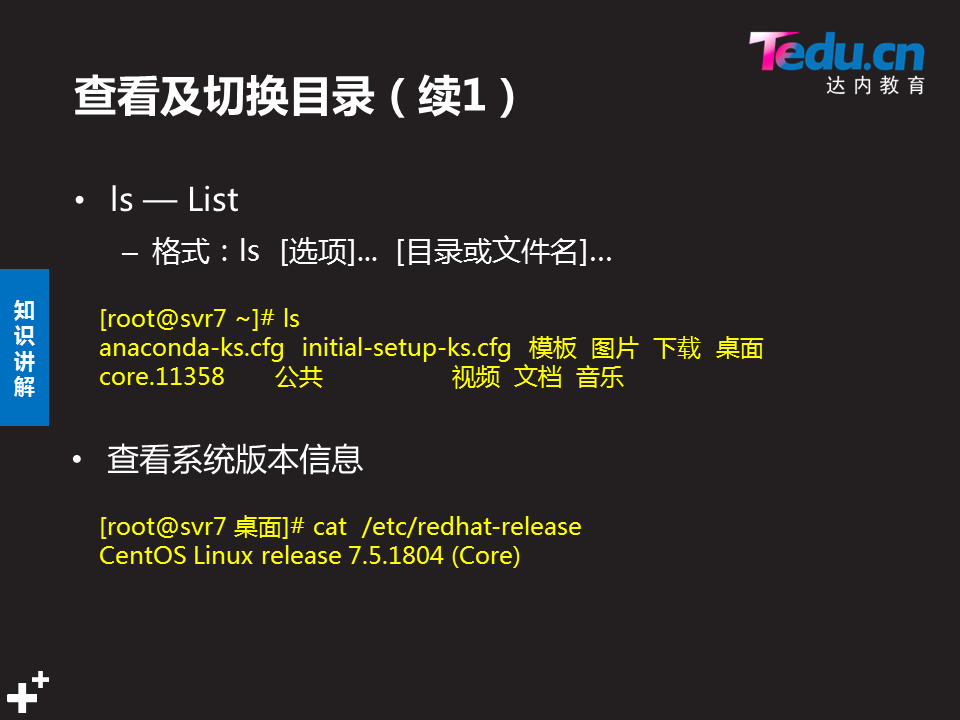 Tedu.cn
达内教育
查看及切换目录（续1）
• ls — List
– 格式：ls [选项]... [目录或文件名]…
知识讲解
[root@svr7 ~]# ls
anaconda-ks.cfg initial-setup-ks.cfg 模板 图片 下载 桌面
core.11358 公共 视频 文档 音乐
• 查看系统版本信息
[root@svr7 桌面]# cat /etc/redhat-release
CentOS Linux release 7.5.1804 (Core)